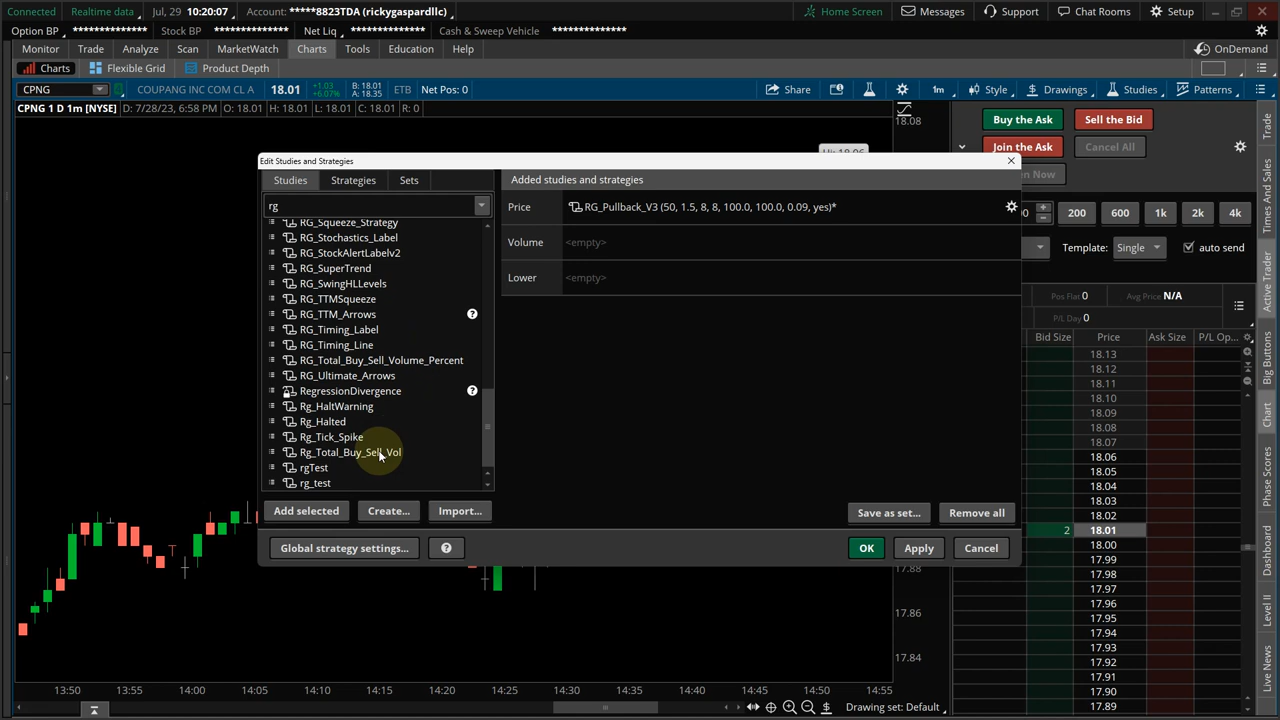 Connected Realtime data Jul, 29 10:20:07 Account: *****8823TDA (rickygaspardllc) Home Screen Messages Support Chat Rooms Setup
Option BP ************** Stock BP ************** Net Liq ************** Cash & Sweep Vehicle **************
Monitor Trade Analyze Scan MarketWatch Charts Tools Education Help OnDemand
Charts Flexible Grid Product Depth
CPNG COUPANG INC COM CL A 18.01 +1.03 +6.07% B: 18.01 A: 18.35 ETB Net Pos: 0 Share 1m Style Drawings Studies Patterns
CPNG 1 D 1m [NYSE] D: 7/28/23, 6:58 PM O: 18.01 H: 18.01 L: 18.01 C: 18.01 R: 0
18.08
17.88
17.86
17.84
13:50 13:55 14:00 14:05 14:10 14:15 14:20 14:25 14:30 14:35 14:40 14:45 14:50 14:55
Drawing set: Default
Edit Studies and Strategies
Studies Strategies Sets
rg
RG_Squeeze_Strategy
RG_Stochastics_Label
RG_StockAlertLabelv2
RG_SuperTrend
RG_SwingHLLevels
RG_TTMSqueeze
RG_TTM_Arrows
RG_Timing_Label
RG_Timing_Line
RG_Total_Buy_Sell_Volume_Percent
RG_Ultimate_Arrows
RegressionDivergence
Rg_HaltWarning
Rg_Halted
Rg_Tick_Spike
Rg_Total_Buy_Sell_Vol
rgTest
rg_test
Add selected Create... Import...
Added studies and strategies
Price RG_Pullback_V3 (50, 1.5, 8, 8, 100.0, 100.0, 0.09, yes)*
Volume <empty>
Lower <empty>
Save as set... Remove all
Global strategy settings... ? OK Apply Cancel
Buy the Ask Sell the Bid
Join the Ask Cancel All
n Now
200 600 1k 2k 4k
Template: Single auto send
Pos Flat 0 Avg Price N/A
P/L Day 0
Bid Size Price Ask Size P/L Op...
18.13
18.12
18.11
18.10
18.09
18.08
18.07
18.06
18.05
18.04
18.03
18.02
2 18.01
18.00
17.99
17.98
17.97
17.96
17.95
17.94
17.93
17.92
17.91
17.90
17.89
Trade
Times And Sales
Active Trader
Big Buttons
Chart
Phase Scores
Dashboard
Level II
Live News